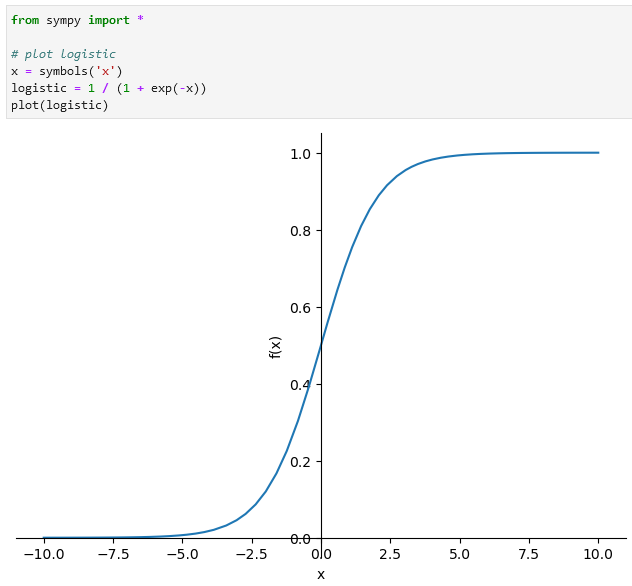 from sympy import *
# plot logistic
x = symbols('x')
logistic = 1 / (1 + exp(-x))
plot(logistic)
1.0
0.8
0.6
f(x)
0.4
0.2
0.0
−10.0 −7.5 −5.0 −2.5 0.0 2.5 5.0 7.5 10.0
x